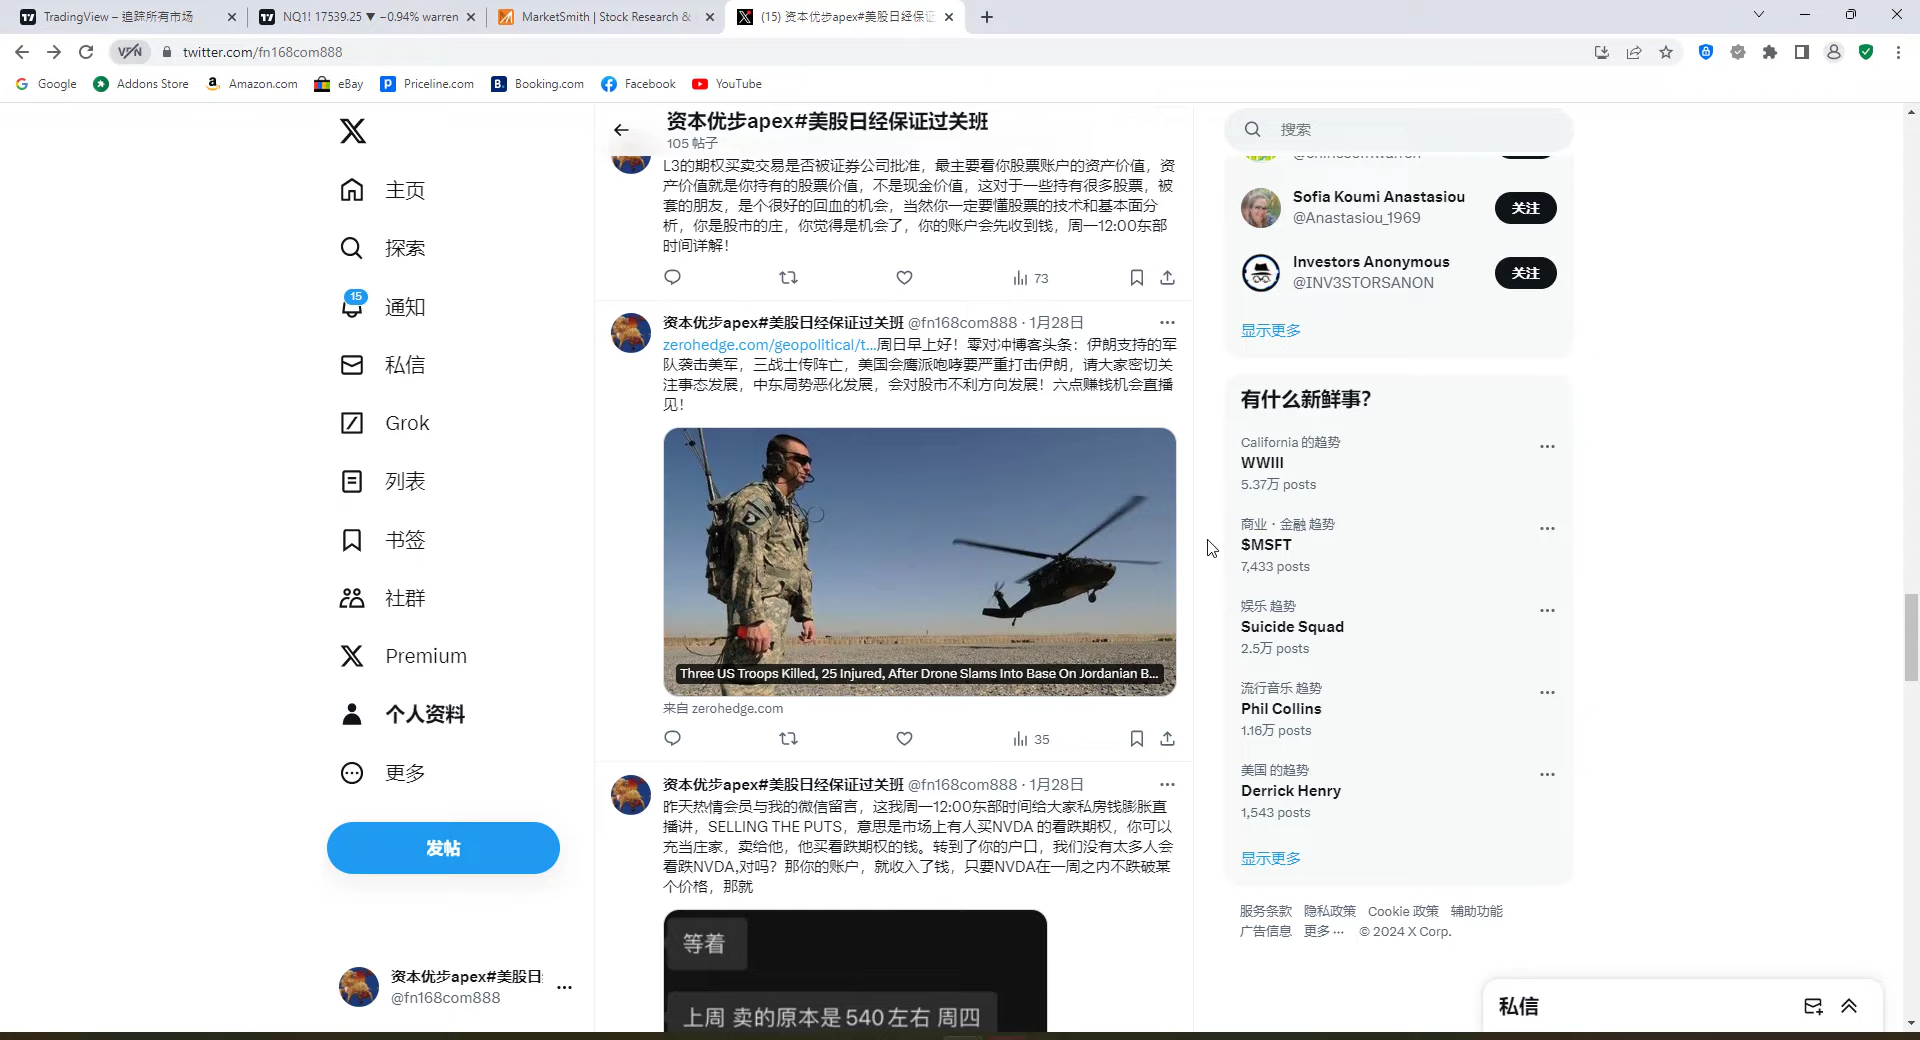 TradingView – 追踪所有市场
NQ1! 17539.25 ▼ −0.94% warren
MarketSmith | Stock Research &
(15) 资本优步apex#美股日经保证
VPN
twitter.com/fn168com888
Google
Addons Store
Amazon.com
eBay
Priceline.com
Booking.com
Facebook
YouTube
主页
探索
15
通知
私信
Grok
列表
书签
社群
Premium
个人资料
更多
发帖
资本优步apex#美股日
@fn168com888
资本优步apex#美股日经保证过关班
105 帖子
L3的期权买卖交易是否被证券公司批准，最主要看你股票账户的资产价值，资
产价值就是你持有的股票价值，不是现金价值，这对于一些持有很多股票，被
套的朋友，是个很好的回血的机会，当然你一定要懂股票的技术和基本面分
析，你是股市的庄，你觉得是机会了，你的账户会先收到钱，周一12:00东部
时间详解！
73
资本优步apex#美股日经保证过关班 @fn168com888 · 1月28日
zerohedge.com/geopolitical/t...周日早上好！零对冲博客头条：伊朗支持的军
队袭击美军，三战士传阵亡，美国会鹰派咆哮要严重打击伊朗，请大家密切关
注事态发展，中东局势恶化发展，会对股市不利方向发展！六点赚钱机会直播
见！
Three US Troops Killed, 25 Injured, After Drone Slams Into Base On Jordanian B...
来自 zerohedge.com
35
资本优步apex#美股日经保证过关班 @fn168com888 · 1月28日
昨天热情会员与我的微信留言，这我周一12:00东部时间给大家私房钱膨胀直
播讲，SELLING THE PUTS，意思是市场上有人买NVDA 的看跌期权，你可以
充当庄家，卖给他，他买看跌期权的钱。转到了你的户口，我们没有太多人会
看跌NVDA,对吗？那你的账户，就收入了钱，只要NVDA在一周之内不跌破某
个价格，那就
等着
上周 卖的原本是 540左右 周四
搜索
Sofia Koumi Anastasiou
@Anastasiou_1969
关注
Investors Anonymous
@INV3STORSANON
关注
显示更多
有什么新鲜事？
California 的趋势
WWIII
5.37万 posts
商业 · 金融 趋势
$MSFT
7,433 posts
娱乐 趋势
Suicide Squad
2.5万 posts
流行音乐 趋势
Phil Collins
1.16万 posts
美国 的趋势
Derrick Henry
1,543 posts
显示更多
服务条款 隐私政策 Cookie 政策 辅助功能
广告信息 更多 ··· © 2024 X Corp.
私信